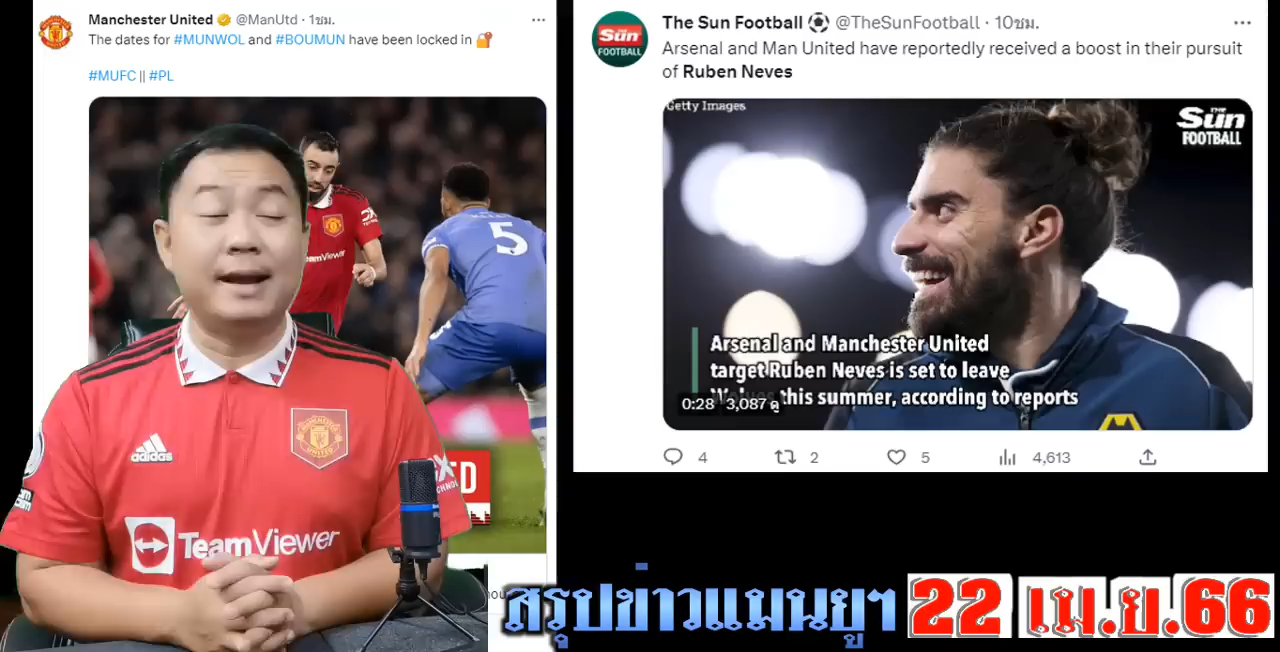 Manchester United @ManUtd · 1ชม.
The dates for #MUNWOL and #BOUMUN have been locked in
#MUFC || #PL
5
TeamViewer
adidas
TeamViewer
The Sun Football @TheSunFootball · 10ชม.
Arsenal and Man United have reportedly received a boost in their pursuit
of Ruben Neves
Getty Images
THE
Sun
FOOTBALL
Arsenal and Manchester United
target Ruben Neves is set to leave
this summer, according to reports
0:28 3,087 ดู
4 2 5 4,613
สรุปข่าวแมนยูฯ 22 เม.ย.66